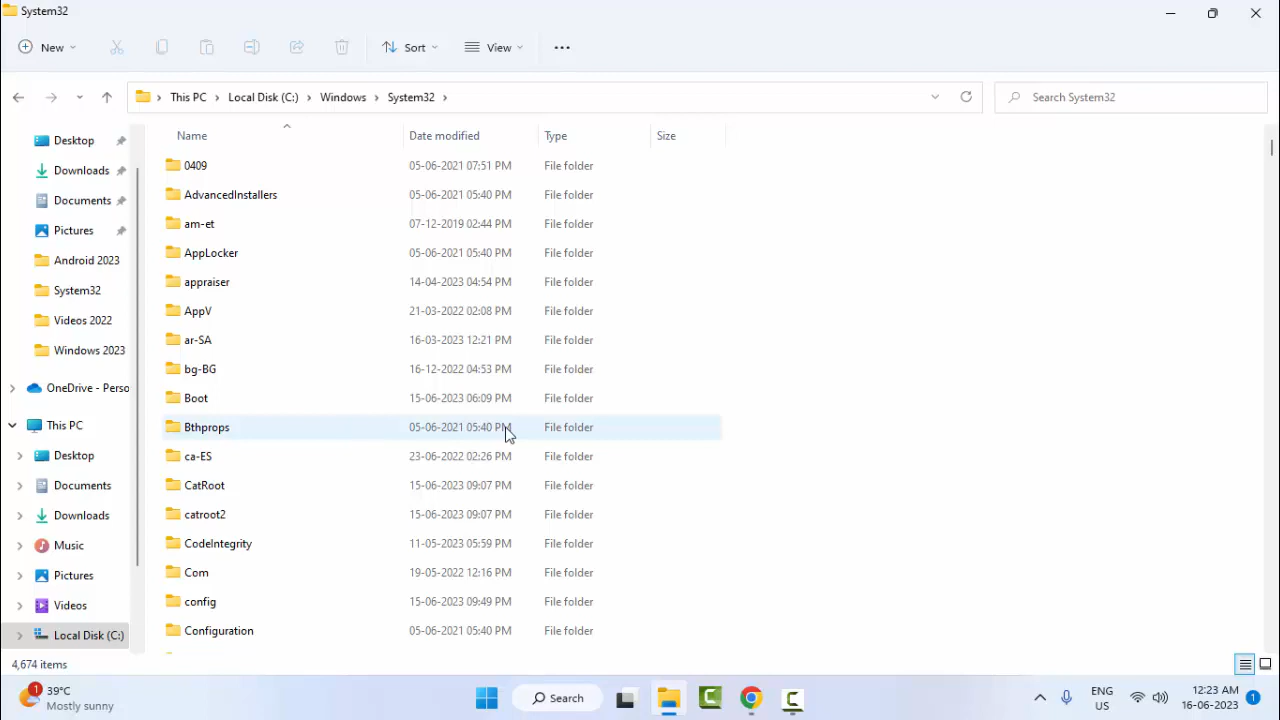 System32
New
Sort
View
This PC > Local Disk (C:) > Windows > System32 >
Search System32
Name Date modified Type Size
Desktop
Downloads
Documents
Pictures
Android 2023
System32
Videos 2022
Windows 2023
OneDrive - Perso
This PC
Desktop
Documents
Downloads
Music
Pictures
Videos
Local Disk (C:)
0409 05-06-2021 07:51 PM File folder
AdvancedInstallers 05-06-2021 05:40 PM File folder
am-et 07-12-2019 02:44 PM File folder
AppLocker 05-06-2021 05:40 PM File folder
appraiser 14-04-2023 04:54 PM File folder
AppV 21-03-2022 02:08 PM File folder
ar-SA 16-03-2023 12:21 PM File folder
bg-BG 16-12-2022 04:53 PM File folder
Boot 15-06-2023 06:09 PM File folder
Bthprops 05-06-2021 05:40 PM File folder
ca-ES 23-06-2022 02:26 PM File folder
CatRoot 15-06-2023 09:07 PM File folder
catroot2 15-06-2023 09:07 PM File folder
CodeIntegrity 11-05-2023 05:59 PM File folder
Com 19-05-2022 12:16 PM File folder
config 15-06-2023 09:49 PM File folder
Configuration 05-06-2021 05:40 PM File folder
4,674 items
1
39°C
Mostly sunny
Search
ENG
US
12:23 AM
16-06-2023
1